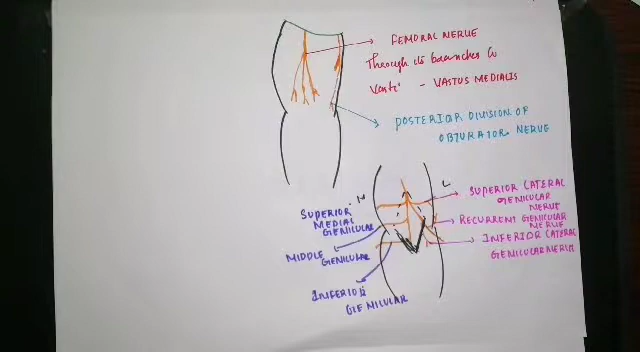 FEMORAL NERVE
Through its branches to
vasti - VASTUS MEDIALIS
POSTERIOR DIVISION OF
OBTURATOR NERVE
M
L
SUPERIOR LATERAL
GENICULAR
NERVE
SUPERIOR
MEDIAL
GENICULAR
RECURRENT GENICULAR
NERVE
INFERIOR LATERAL
GENICULAR NERVE
MIDDLE
GENICULAR
INFERIOR
GENICULAR